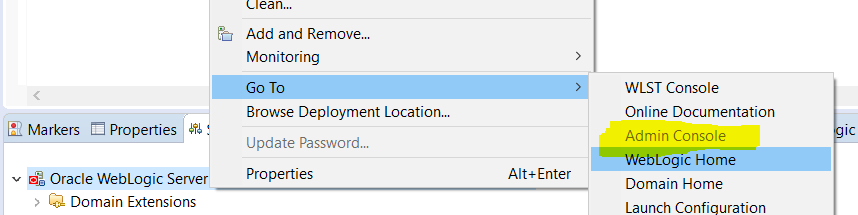 Clean...
Add and Remove...
Monitoring
Go To
WLST Console
Browse Deployment Location...
Online Documentation
Markers
Properties
Update Password...
Admin Console
Oracle WebLogic Server
Properties Alt+Enter
WebLogic Home
Domain Extensions
Domain Home
Launch Configuration